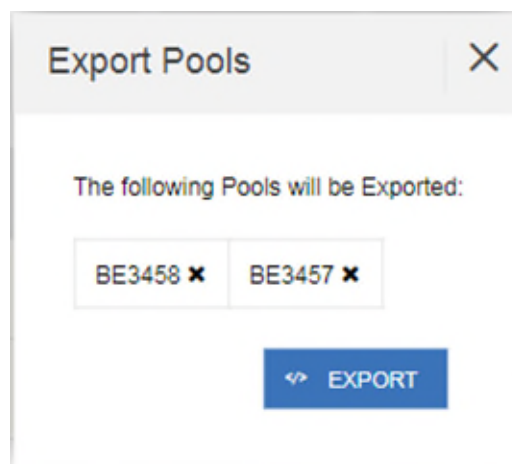 Export Pools
The following Pools will be Exported:
BE3458 BE3457
EXPORT